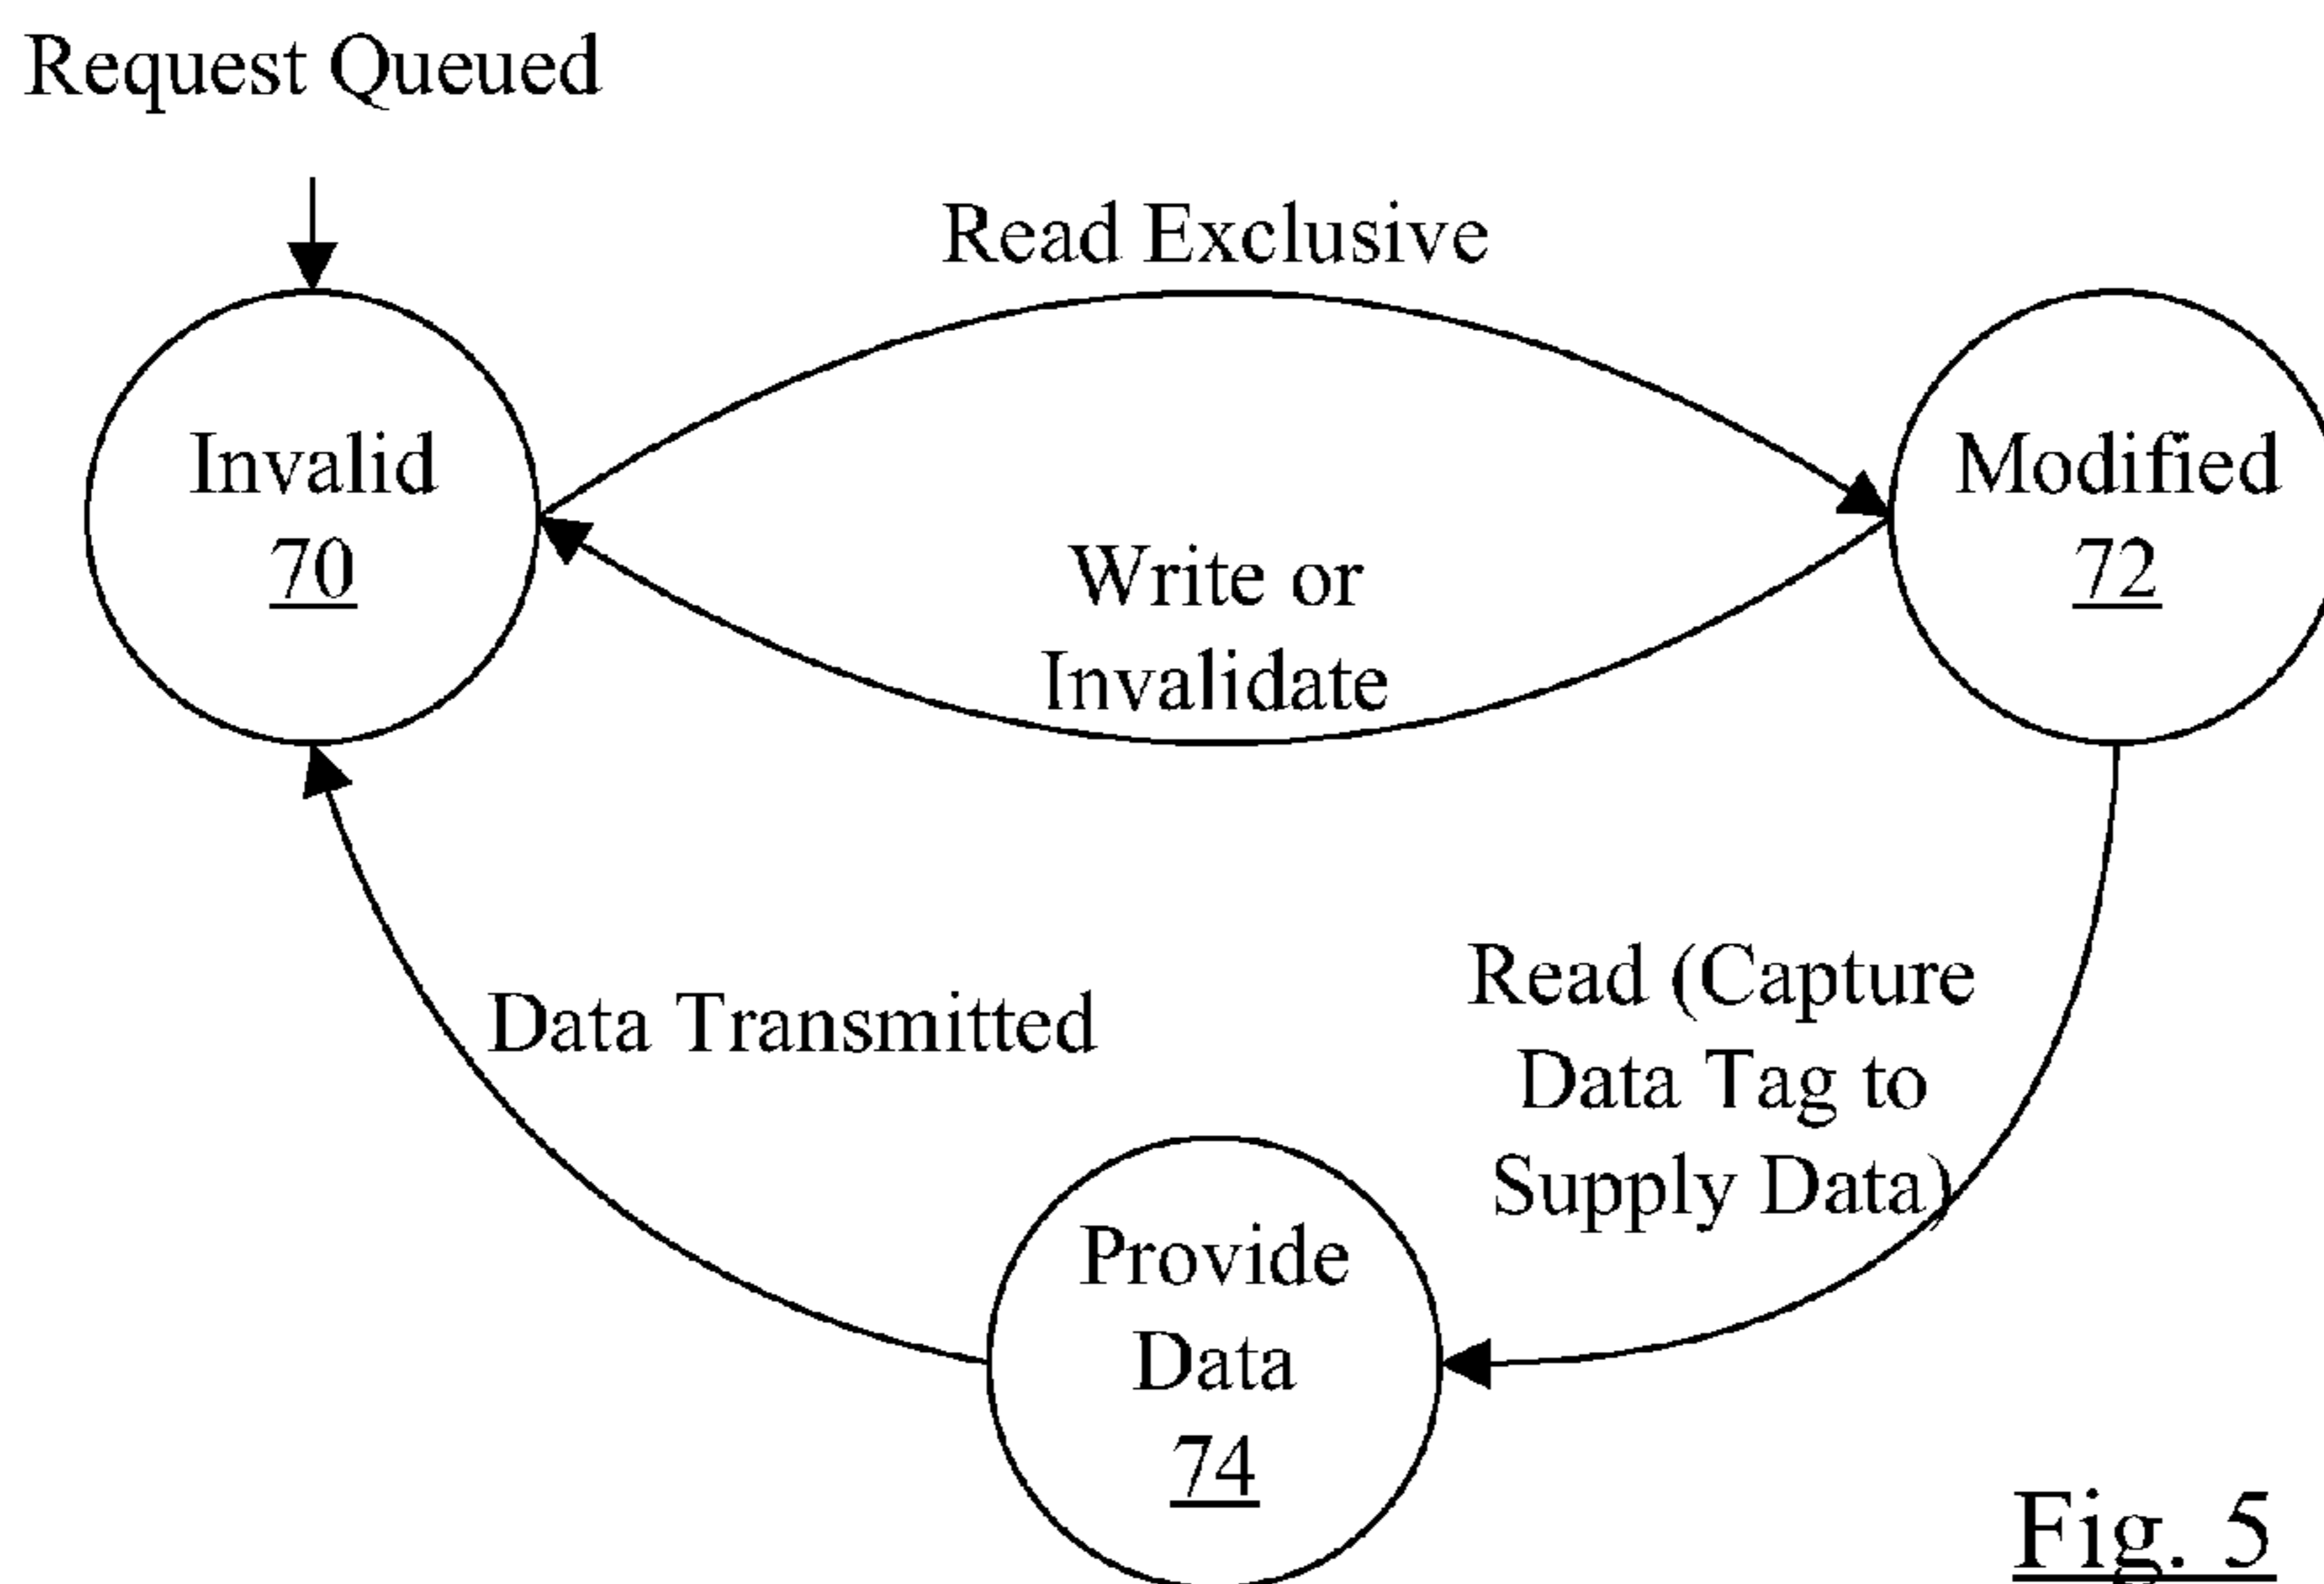 Request Queued
Read Exclusive
Invalid
70
Modified
72
Write or
Invalidate
Data Transmitted
Read (Capture
Data Tag to
Supply Data)
Provide
Data
74
Fig. 5